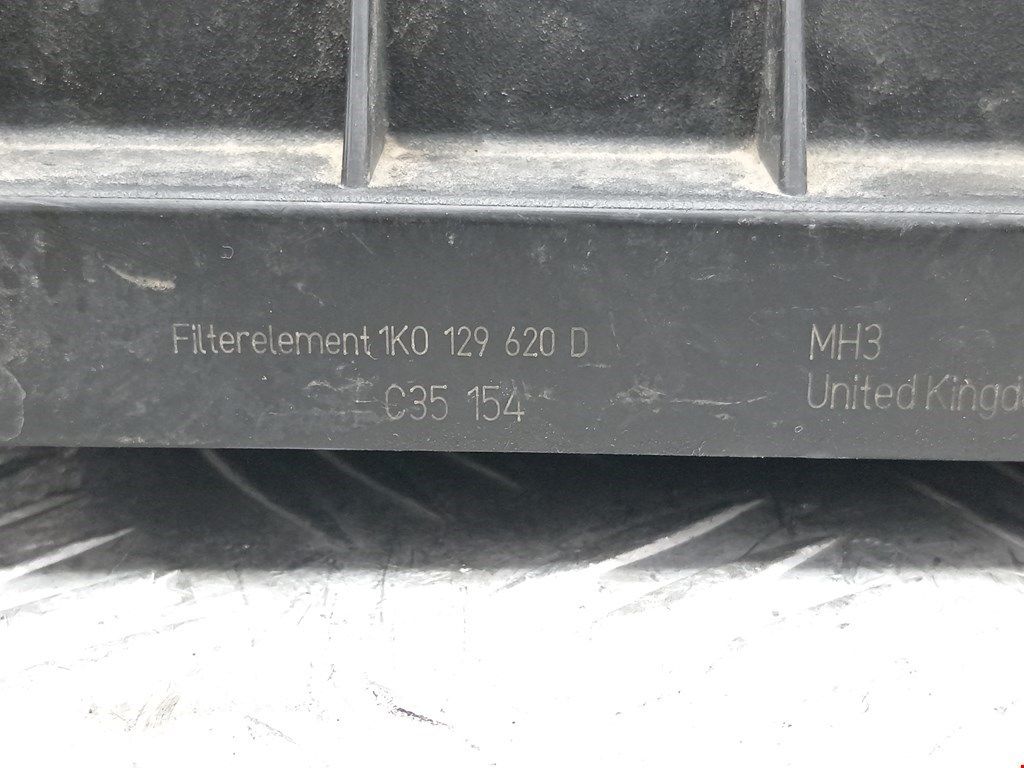 Filterelement 1K0 129 620 D
C35 154
MH3
United Kingd